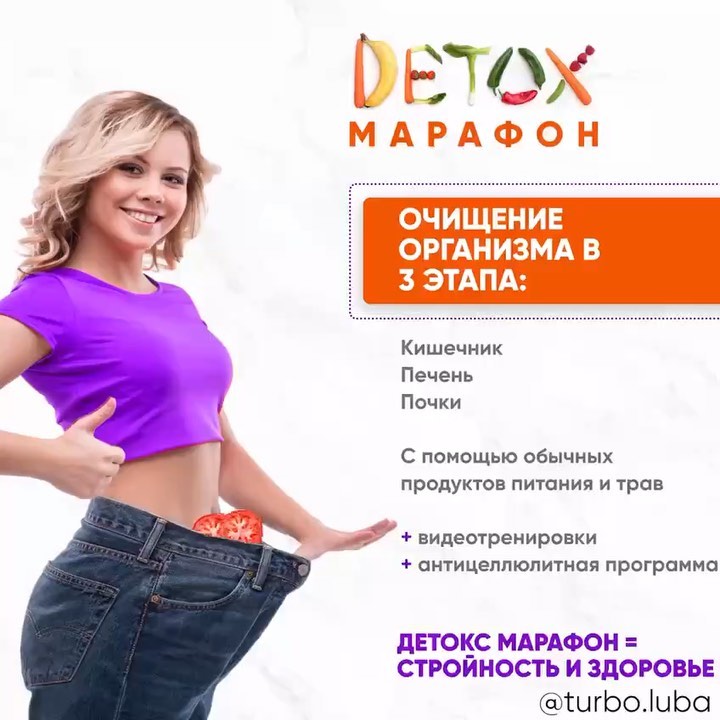 DETOX
МАРАФОН
ОЧИЩЕНИЕ
ОРГАНИЗМА В
3 ЭТАПА:
Кишечник
Печень
Почки
С помощью обычных
продуктов питания и трав
+ видеотренировки
+ антицеллюлитная программа
ДЕТОКС МАРАФОН =
СТРОЙНОСТЬ И ЗДОРОВЬЕ
@turbo.luba